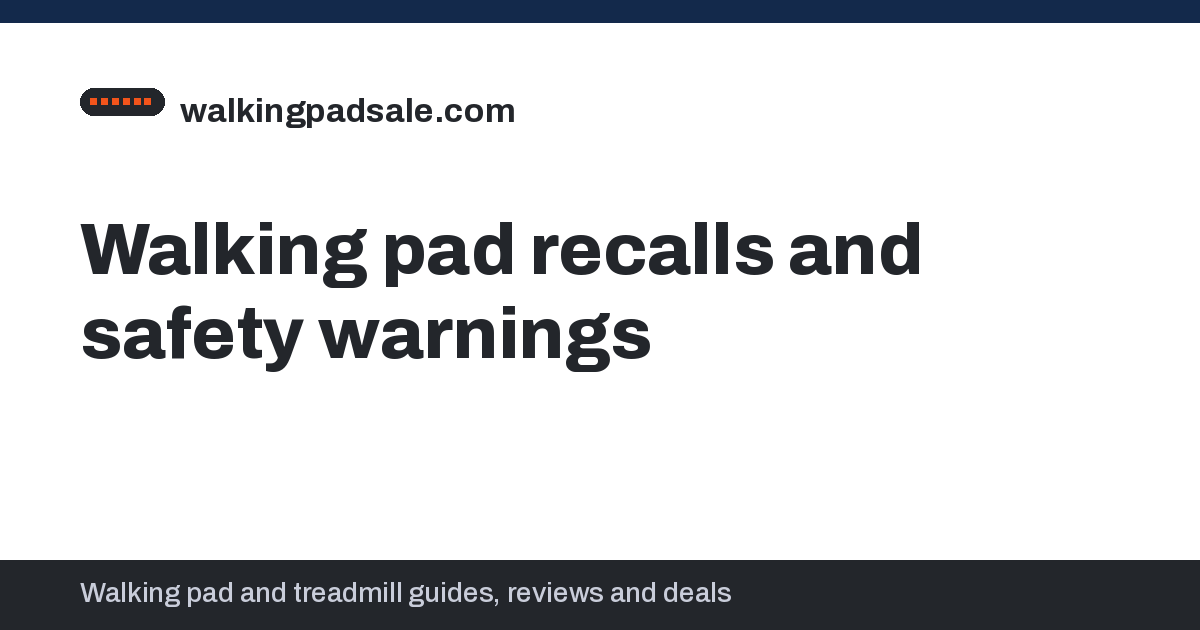 walkingpadsale.com
Walking pad recalls and
safety warnings
Walking pad and treadmill guides, reviews and deals